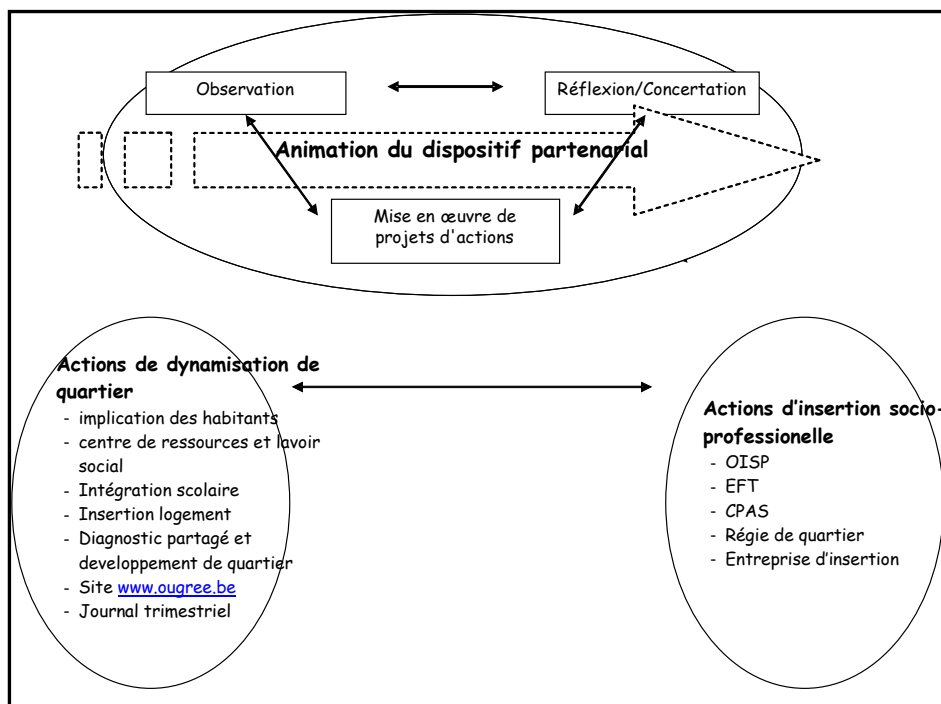 Observation
Réflexion/Concertation
Animation du dispositif partenarial
Mise en œuvre de
projets d'actions
Actions de dynamisation de
quartier
- implication des habitants
- centre de ressources et lavoir
social
- Intégration scolaire
- Insertion logement
- Diagnostic partagé et
developpement de quartier
- Site www.ougree.be
- Journal trimestriel
Actions d'insertion socio-
professionelle
- OISP
- EFT
- CPAS
- Régie de quartier
- Entreprise d'insertion